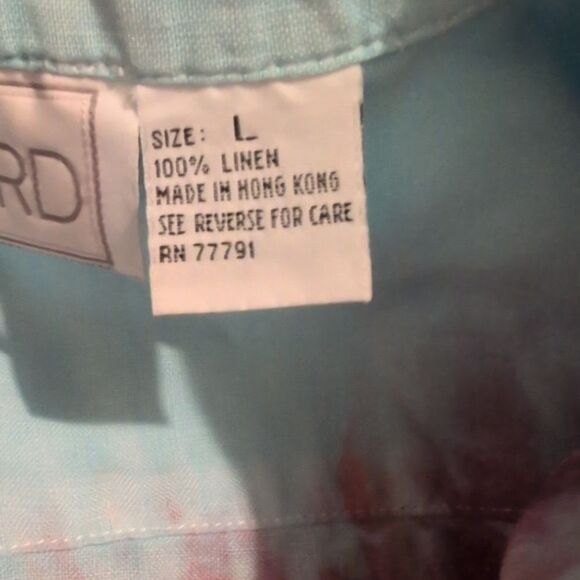 RD
SIZE: L
100% LINEN
MADE IN HONG KONG
SEE REVERSE FOR CARE
RN 77791